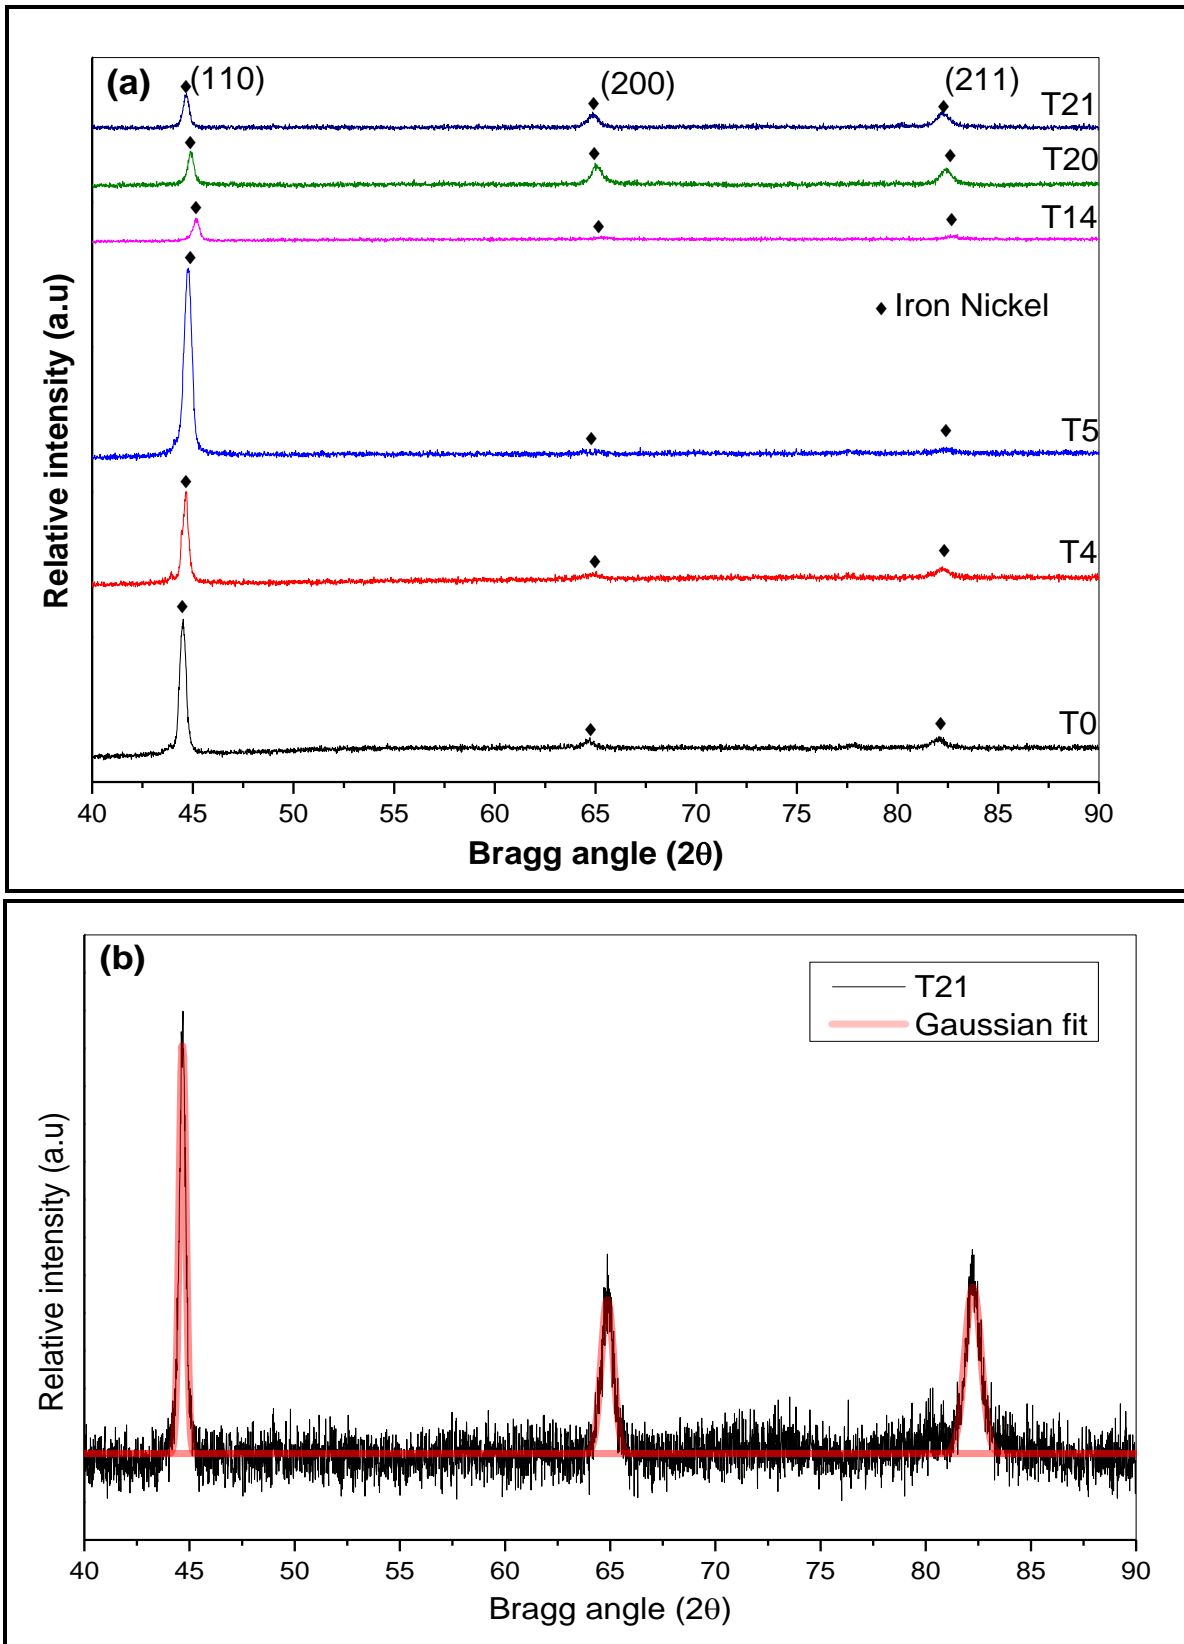 (a)
(110)
(200)
(211)
T21
T20
T14
♦ Iron Nickel
T5
T4
T0
Relative intensity (a.u)
40 45 50 55 60 65 70 75 80 85 90
Bragg angle (2θ)
(b)
T21
Gaussian fit
Relative intensity (a.u)
40 45 50 55 60 65 70 75 80 85 90
Bragg angle (2θ)